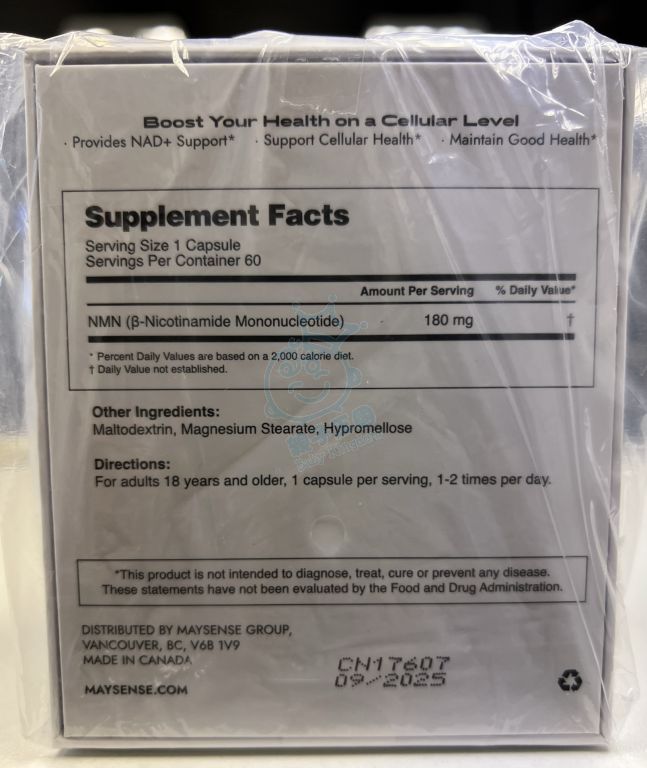 Boost Your Health on a Cellular Level
· Provides NAD+ Support* · Support Cellular Health* · Maintain Good Health*
Supplement Facts
Serving Size 1 Capsule
Servings Per Container 60
Amount Per Serving % Daily Value*
NMN (β-Nicotinamide Mononucleotide) 180 mg †
* Percent Daily Values are based on a 2,000 calorie diet.
† Daily Value not established.
Other Ingredients:
Maltodextrin, Magnesium Stearate, Hypromellose
Directions:
For adults 18 years and older, 1 capsule per serving, 1-2 times per day.
*This product is not intended to diagnose, treat, cure or prevent any disease.
These statements have not been evaluated by the Food and Drug Administration.
DISTRIBUTED BY MAYSENSE GROUP,
VANCOUVER, BC, V6B 1V9
MADE IN CANADA
CN17607
09/2025
MAYSENSE.COM